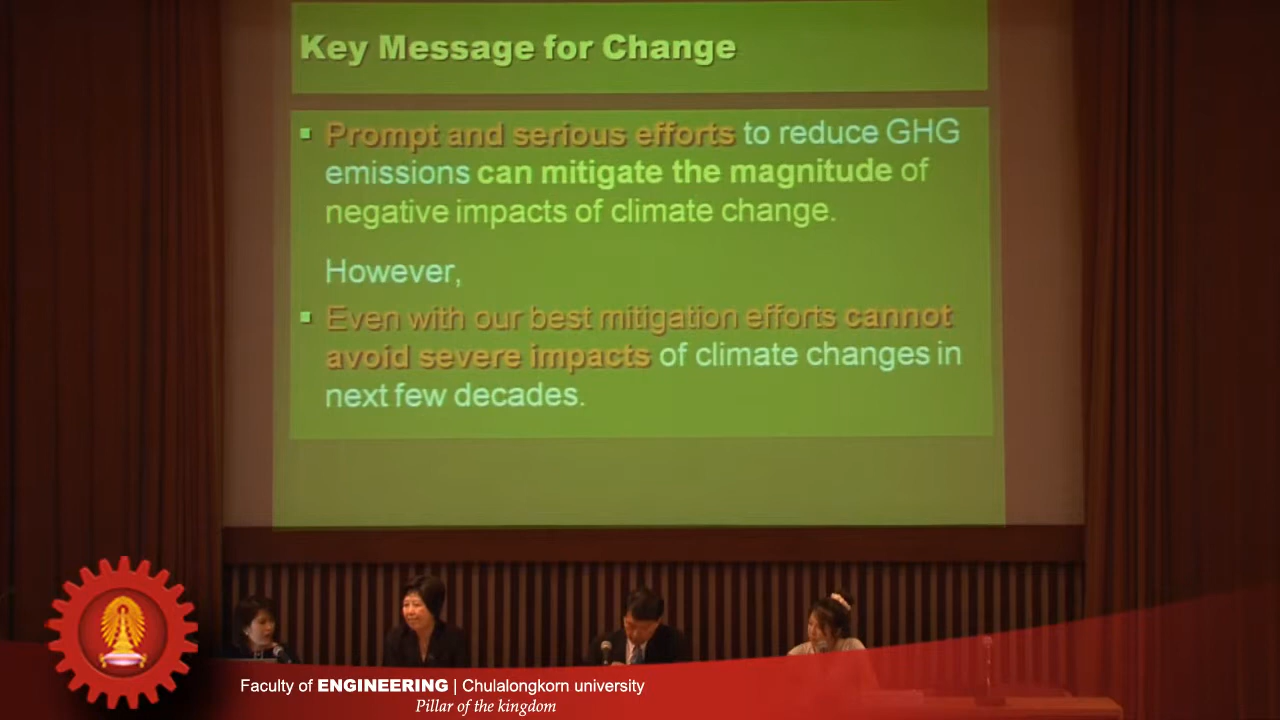 Key Message for Change
Prompt and serious efforts to reduce GHG
emissions can mitigate the magnitude of
negative impacts of climate change.
However,
Even with our best mitigation efforts cannot
avoid severe impacts of climate changes in
next few decades.
Faculty of ENGINEERING | Chulalongkorn university
Pillar of the kingdom